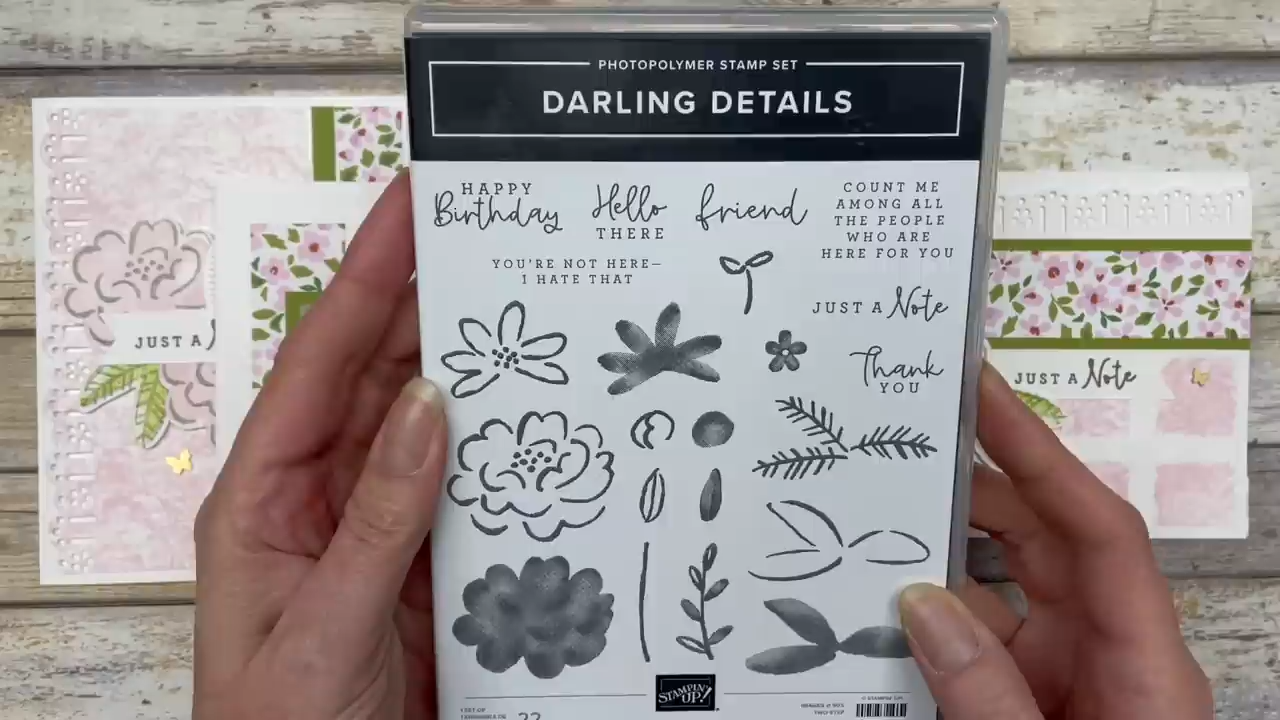 PHOTOPOLYMER STAMP SET
DARLING DETAILS
HAPPY
Birthday
Hello
THERE
friend
COUNT ME
AMONG ALL
THE PEOPLE
WHO ARE
HERE FOR YOU
YOU'RE NOT HERE—
I HATE THAT
JUST A Note
Thank
YOU
JUST A
JUST A Note
STAMPIN' UP!